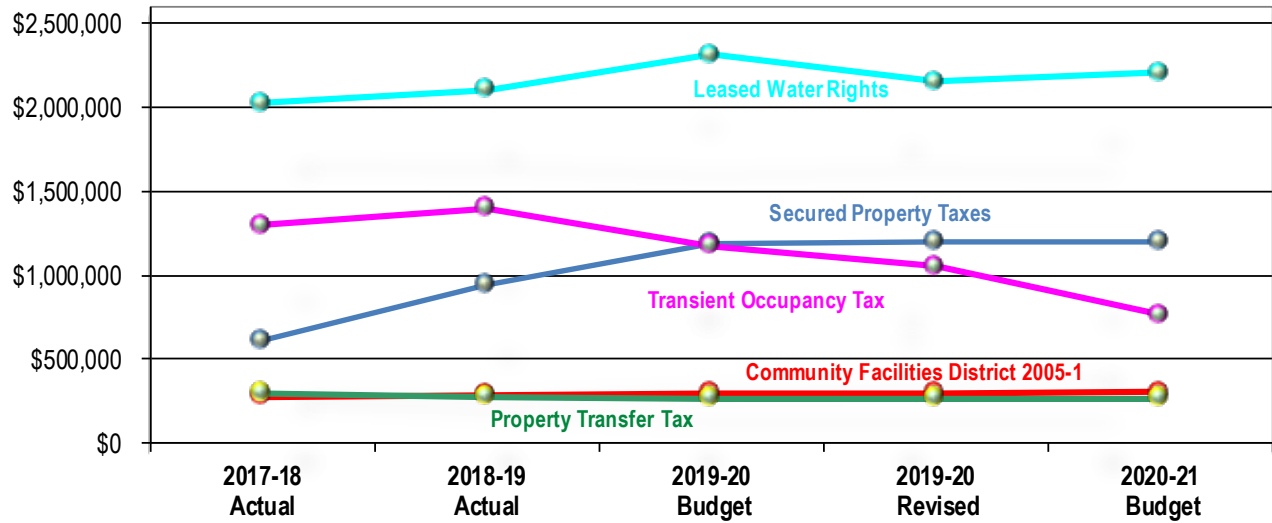 $2,500,000
Leased Water Rights
$2,000,000
$1,500,000
Secured Property Taxes
$1,000,000
Transient Occupancy Tax
$500,000
Community Facilities District 2005-1
Property Transfer Tax
$0
2017-18 2018-19 2019-20 2019-20 2020-21
Actual Actual Budget Revised Budget